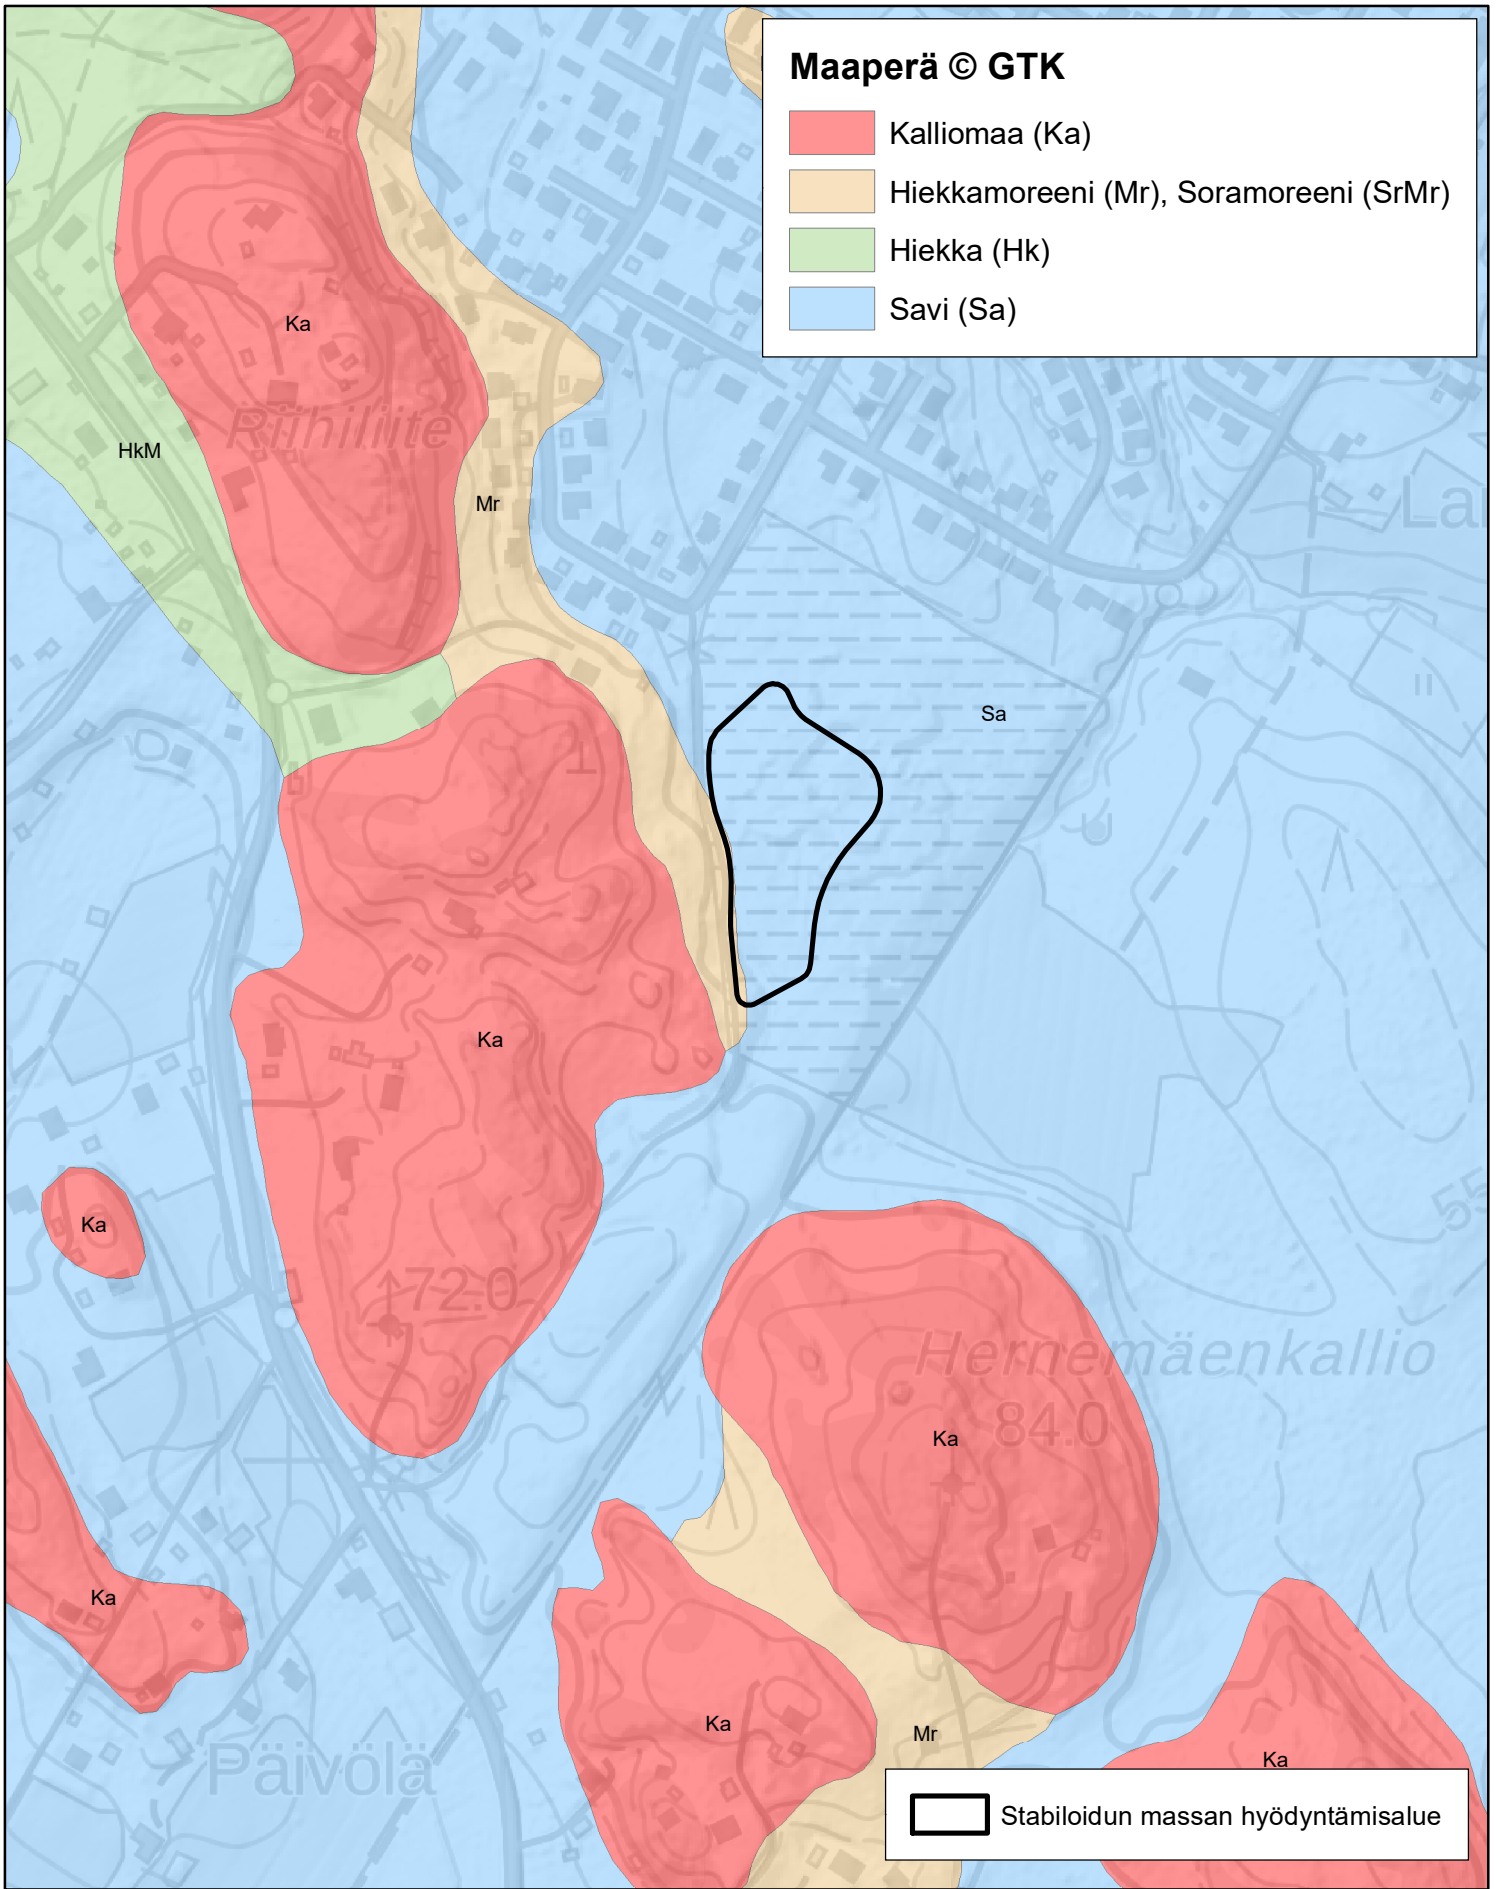 Maaperä © GTK
Kalliomaa (Ka)
Hiekkamoreeni (Mr), Soramoreeni (SrMr)
Hiekka (Hk)
Savi (Sa)
Ka
Riihiliite
HkM
Mr
Sa
Ka
Ka
72.0
Hernemäenkallio
84.0
Ka
Ka
Ka
Mr
Ka
Päivölä
Stabiloidun massan hyödyntämisalue